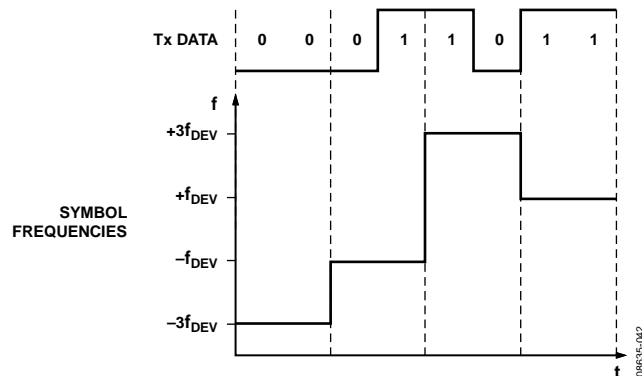 Tx DATA 0 0 0 1 1 0 1 1
f
+3fDEV
+fDEV
SYMBOL
FREQUENCIES
–fDEV
–3fDEV
t
08635-042